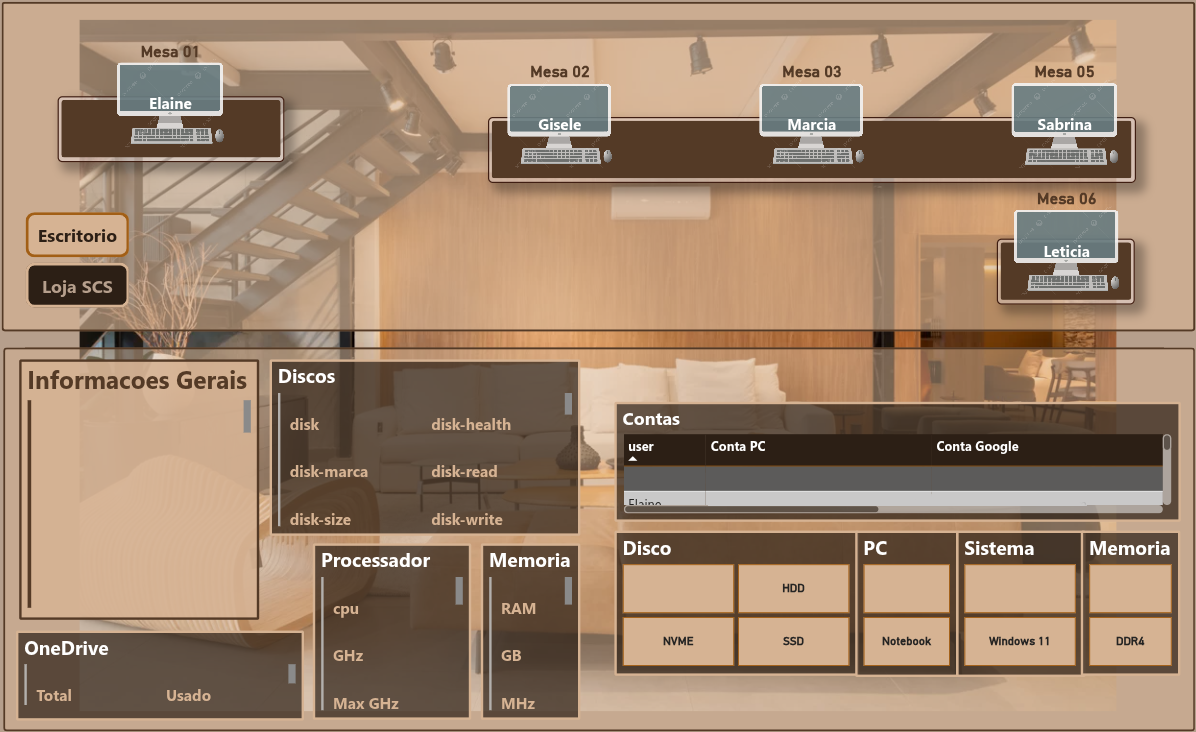 Mesa 01
Elaine
Mesa 02
Gisele
Mesa 03
Marcia
Mesa 05
Sabrina
Mesa 06
Leticia
Escritorio
Loja SCS
Informacoes Gerais
Discos
disk disk-health
disk-marca disk-read
disk-size disk-write
Contas
user Conta PC Conta Google
Elaine
Processador
cpu
GHz
Max GHz
Memoria
RAM
GB
MHz
OneDrive
Total Usado
Disco
HDD
NVME SSD
PC
Notebook
Sistema
Windows 11
Memoria
DDR4